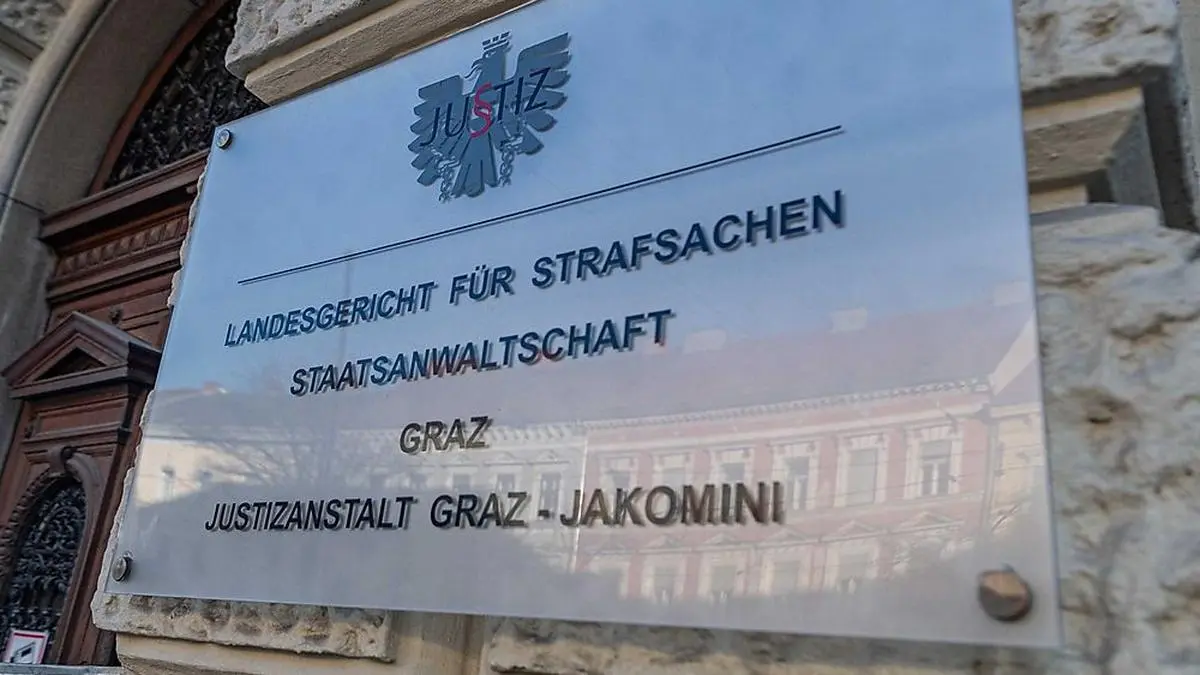 JUSTIZ
LANDESGERICHT FÜR STRAFSACHEN
STAATSANWALTSCHAFT
GRAZ
JUSTIZANSTALT GRAZ - JAKOMINI